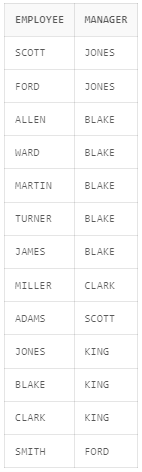 EMPLOYEE MANAGER
SCOTT JONES
FORD JONES
ALLEN BLAKE
WARD BLAKE
MARTIN BLAKE
TURNER BLAKE
JAMES BLAKE
MILLER CLARK
ADAMS SCOTT
JONES KING
BLAKE KING
CLARK KING
SMITH FORD